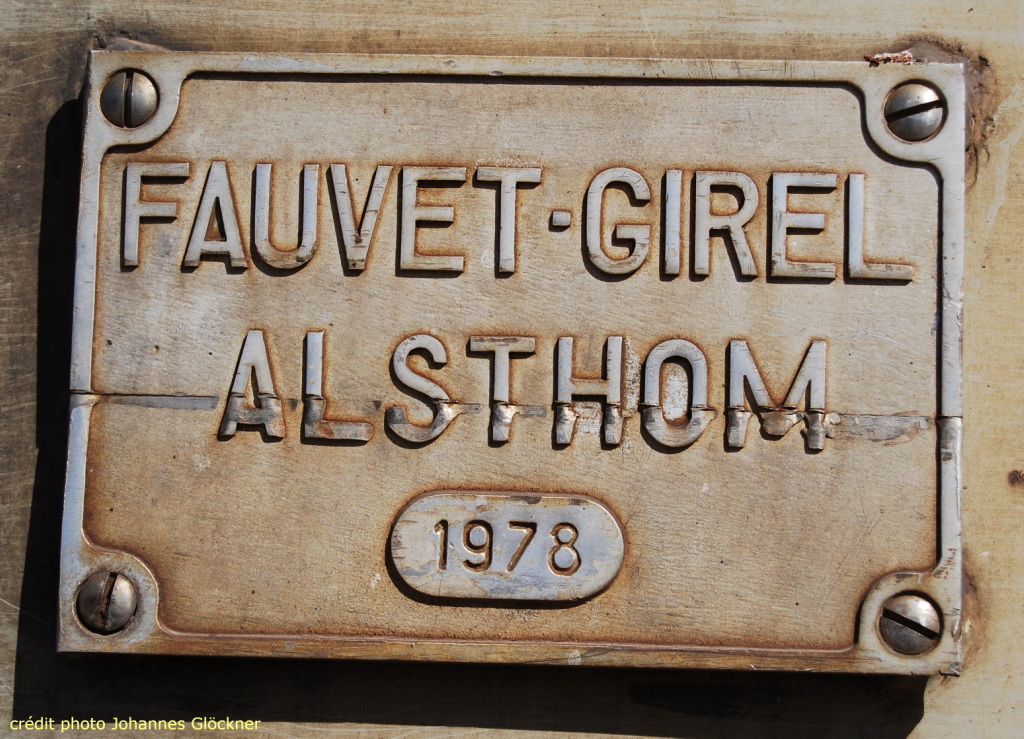 FAUVET-GIREL
ALSTHOM
1978
crédit photo Johannes Glöckner